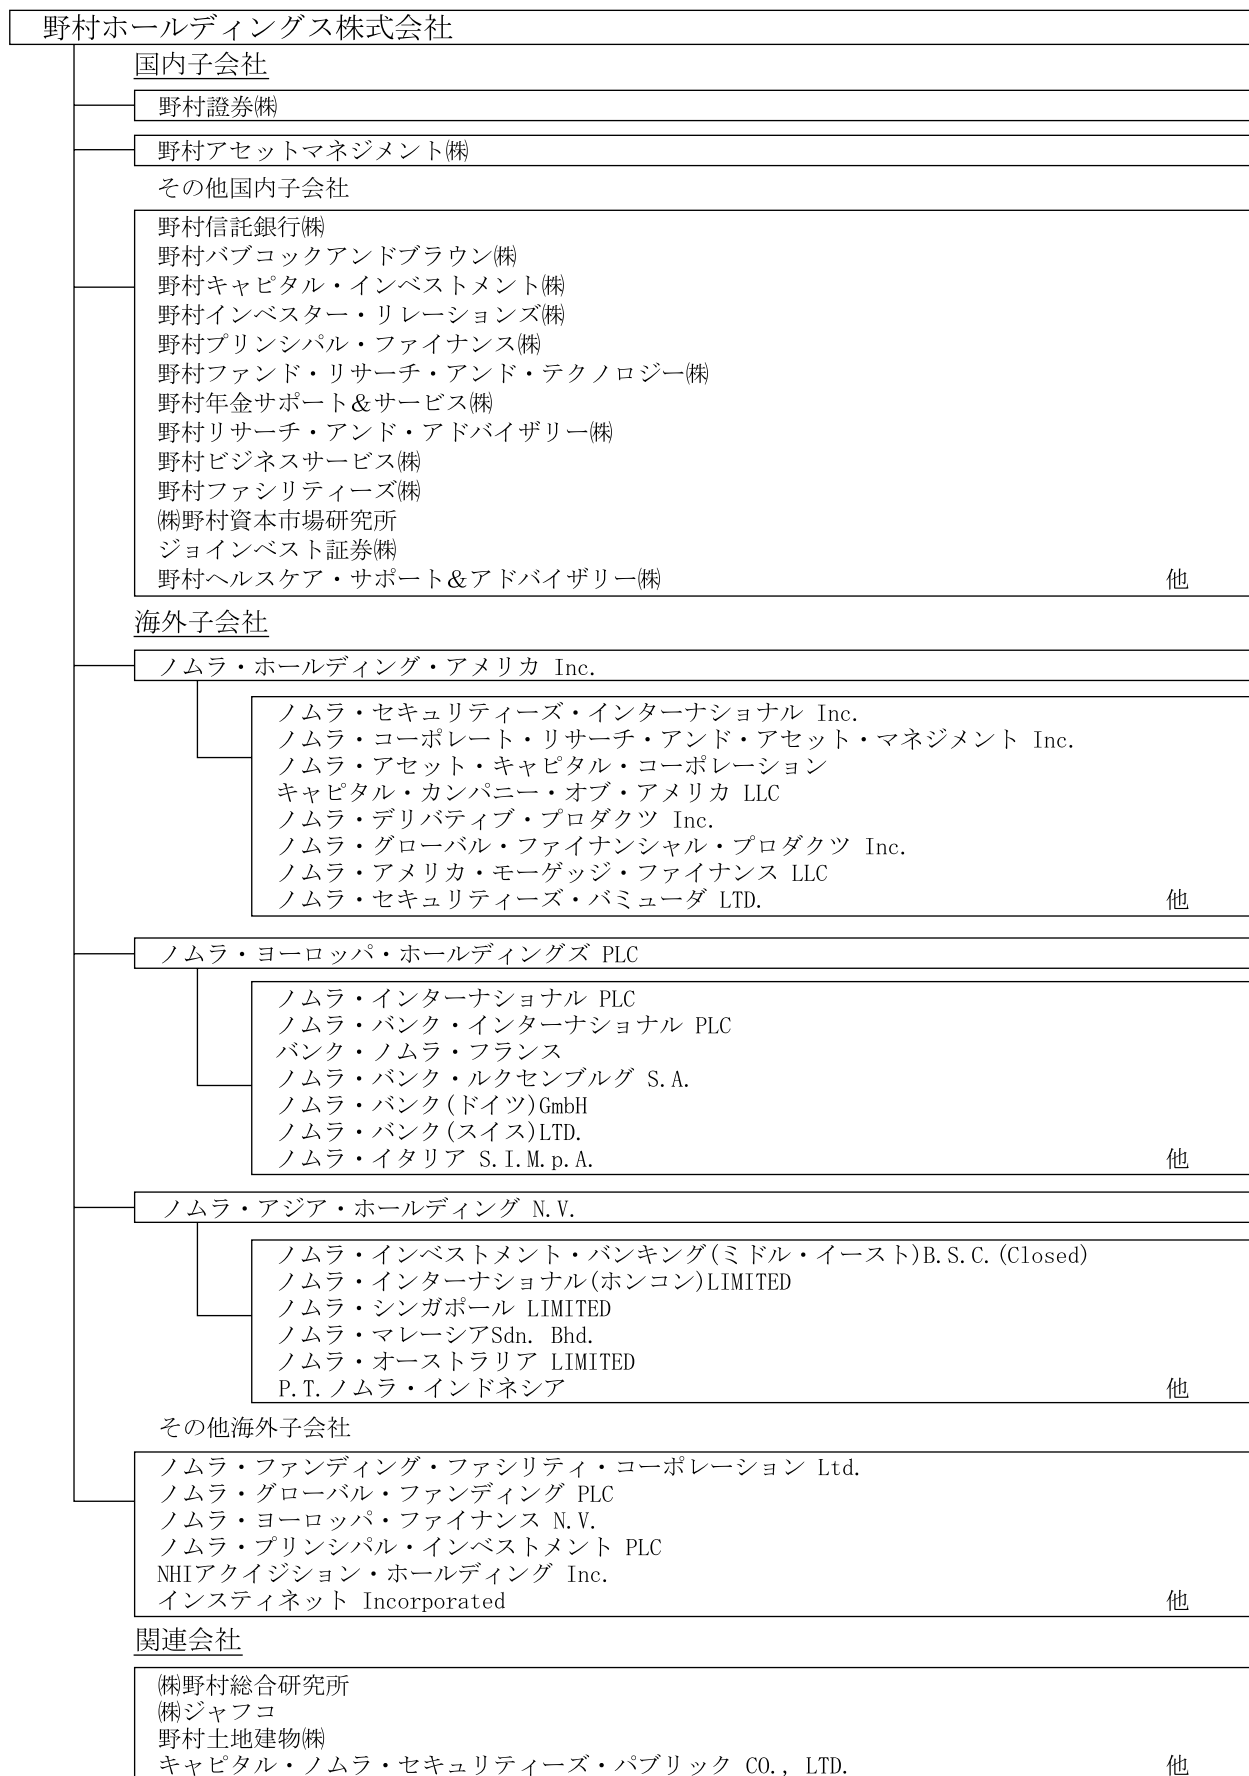 野村ホールディングス株式会社
国内子会社
野村證券㈱
野村アセットマネジメント㈱
その他国内子会社
野村信託銀行㈱
野村バブコックアンドブラウン㈱
野村キャピタル・インベストメント㈱
野村インベスター・リレーションズ㈱
野村プリンシパル・ファイナンス㈱
野村ファンド・リサーチ・アンド・テクノロジー㈱
野村年金サポート＆サービス㈱
野村リサーチ・アンド・アドバイザリー㈱
野村ビジネスサービス㈱
野村ファシリティーズ㈱
㈱野村資本市場研究所
ジョインベスト証券㈱
野村ヘルスケア・サポート＆アドバイザリー㈱ 他
海外子会社
ノムラ・ホールディング・アメリカ Inc.
ノムラ・セキュリティーズ・インターナショナル Inc.
ノムラ・コーポレート・リサーチ・アンド・アセット・マネジメント Inc.
ノムラ・アセット・キャピタル・コーポレーション
キャピタル・カンパニー・オブ・アメリカ LLC
ノムラ・デリバティブ・プロダクツ Inc.
ノムラ・グローバル・ファイナンシャル・プロダクツ Inc.
ノムラ・アメリカ・モーゲッジ・ファイナンス LLC
ノムラ・セキュリティーズ・バミューダ LTD. 他
ノムラ・ヨーロッパ・ホールディングズ PLC
ノムラ・インターナショナル PLC
ノムラ・バンク・インターナショナル PLC
バンク・ノムラ・フランス
ノムラ・バンク・ルクセンブルグ S.A.
ノムラ・バンク(ドイツ)GmbH
ノムラ・バンク(スイス)LTD.
ノムラ・イタリア S.I.M.p.A. 他
ノムラ・アジア・ホールディング N.V.
ノムラ・インベストメント・バンキング(ミドル・イースト)B.S.C.(Closed)
ノムラ・インターナショナル(ホンコン)LIMITED
ノムラ・シンガポール LIMITED
ノムラ・マレーシアSdn. Bhd.
ノムラ・オーストラリア LIMITED
P.T.ノムラ・インドネシア 他
その他海外子会社
ノムラ・ファンディング・ファシリティ・コーポレーション Ltd.
ノムラ・グローバル・ファンディング PLC
ノムラ・ヨーロッパ・ファイナンス N.V.
ノムラ・プリンシパル・インベストメント PLC
NHIアクイジション・ホールディング Inc.
インスティネット Incorporated 他
関連会社
㈱野村総合研究所
㈱ジャフコ
野村土地建物㈱
キャピタル・ノムラ・セキュリティーズ・パブリック CO., LTD. 他